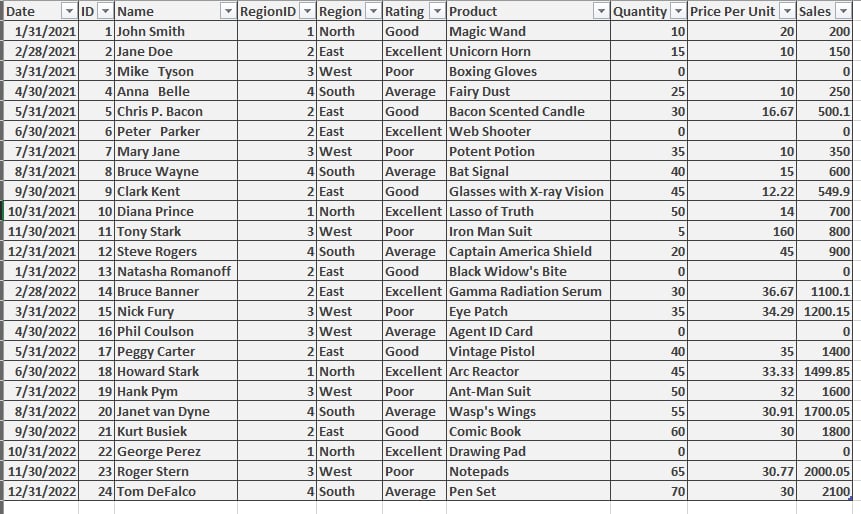 Date ID Name RegionID Region Rating Product Quantity Price Per Unit Sales
1/31/2021 1 John Smith 1 North Good Magic Wand 10 20 200
2/28/2021 2 Jane Doe 2 East Excellent Unicorn Horn 15 10 150
3/31/2021 3 Mike   Tyson 3 West Poor Boxing Gloves 0 0
4/30/2021 4 Anna   Belle 4 South Average Fairy Dust 25 10 250
5/31/2021 5 Chris P. Bacon 2 East Good Bacon Scented Candle 30 16.67 500.1
6/30/2021 6 Peter   Parker 2 East Excellent Web Shooter 0 0
7/31/2021 7 Mary Jane 3 West Poor Potent Potion 35 10 350
8/31/2021 8 Bruce Wayne 4 South Average Bat Signal 40 15 600
9/30/2021 9 Clark Kent 2 East Good Glasses with X-ray Vision 45 12.22 549.9
10/31/2021 10 Diana Prince 1 North Excellent Lasso of Truth 50 14 700
11/30/2021 11 Tony Stark 3 West Poor Iron Man Suit 5 160 800
12/31/2021 12 Steve Rogers 4 South Average Captain America Shield 20 45 900
1/31/2022 13 Natasha Romanoff 2 East Good Black Widow's Bite 0 0
2/28/2022 14 Bruce Banner 2 East Excellent Gamma Radiation Serum 30 36.67 1100.1
3/31/2022 15 Nick Fury 3 West Poor Eye Patch 35 34.29 1200.15
4/30/2022 16 Phil Coulson 3 West Average Agent ID Card 0 0
5/31/2022 17 Peggy Carter 2 East Good Vintage Pistol 40 35 1400
6/30/2022 18 Howard Stark 1 North Excellent Arc Reactor 45 33.33 1499.85
7/31/2022 19 Hank Pym 3 West Poor Ant-Man Suit 50 32 1600
8/31/2022 20 Janet van Dyne 4 South Average Wasp's Wings 55 30.91 1700.05
9/30/2022 21 Kurt Busiek 2 East Good Comic Book 60 30 1800
10/31/2022 22 George Perez 1 North Excellent Drawing Pad 0 0
11/30/2022 23 Roger Stern 3 West Poor Notepads 65 30.77 2000.05
12/31/2022 24 Tom DeFalco 4 South Average Pen Set 70 30 2100